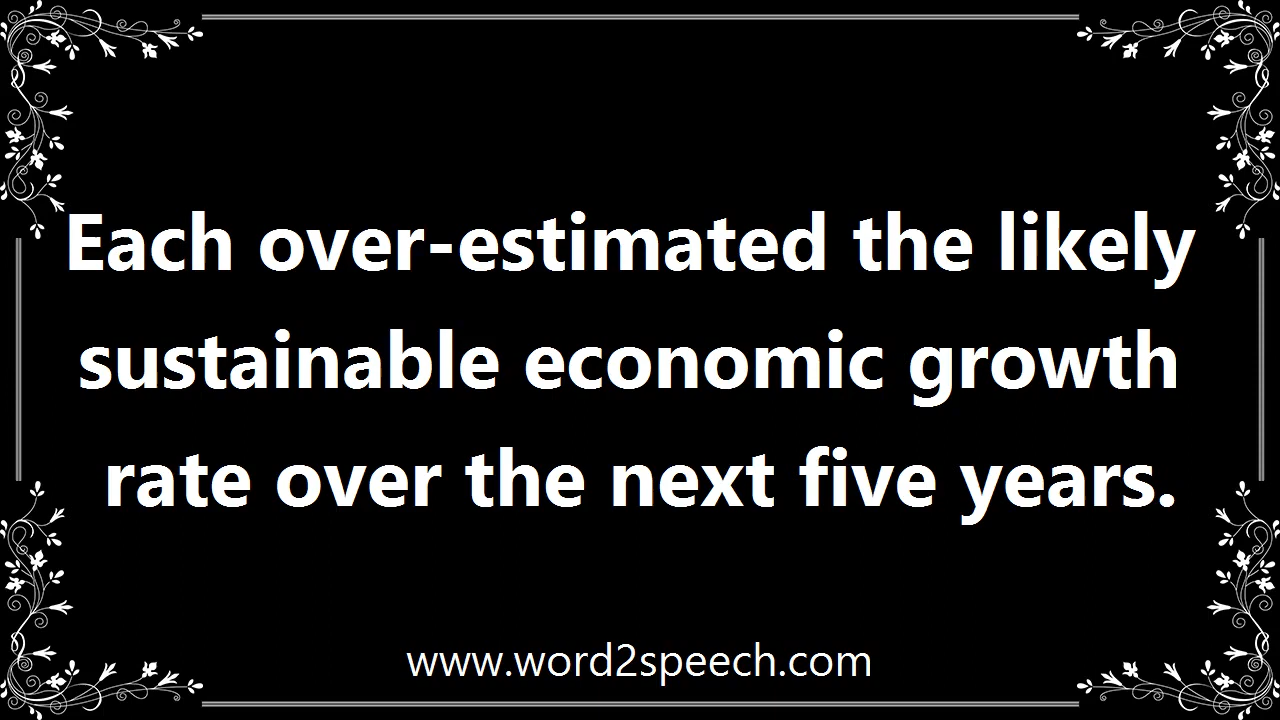 Each over-estimated the likely
sustainable economic growth
rate over the next five years.
www.word2speech.com